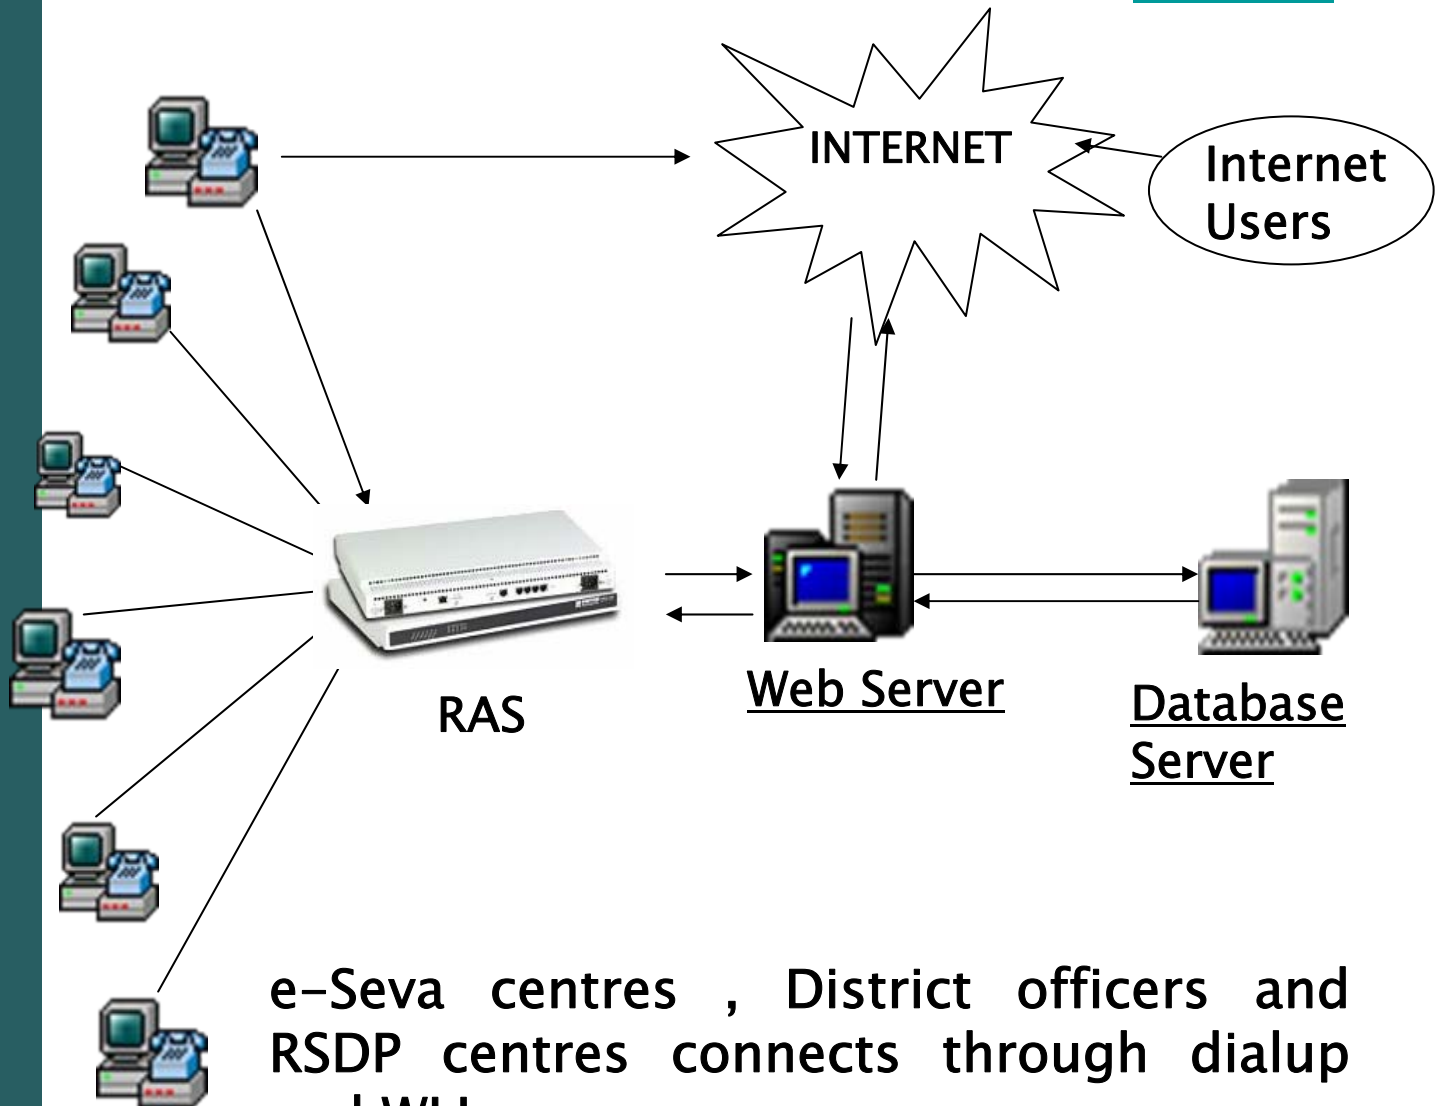 INTERNET
Internet
Users
RAS
Web Server
Database
Server
e-Seva centres , District officers and
RSDP centres connects through dialup